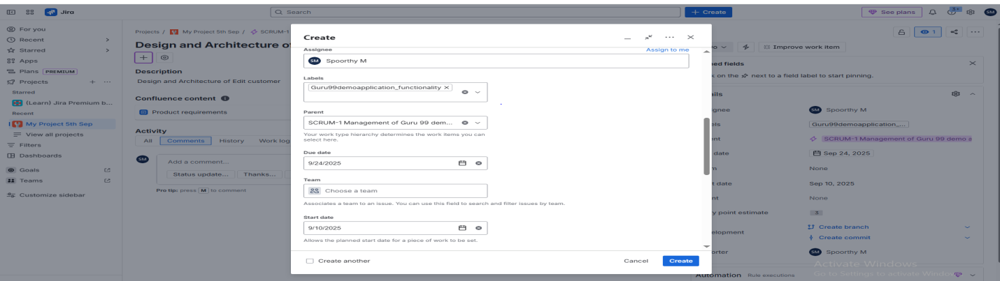 Jira
Search
+ Create
See plans
3+
SM
For you
Recent
Starred
Apps
Plans PREMIUM
Projects
Starred
(Learn) Jira Premium b...
Recent
My Project 5th Sep
View all projects
Filters
Dashboards
Goals
Teams
Customize sidebar
Projects / My Project 5th Sep / SCRUM-1
Design and Architecture of
Description
Design and Architecture of Edit customer
Confluence content
Product requirements
Activity
All Comments History Work log
SM
Add a comment...
Status update... Thanks...
Pro tip: press M to comment
Create
Assignee
Assign to me
SM Spoorthy M
Labels
Guru99demoapplication_functionality
Parent
SCRUM-1 Management of Guru 99 dem...
Your work type hierarchy determines the work items you can
select here.
Due date
9/24/2025
Team
Choose a team
Associates a team to an issue. You can use this field to search and filter issues by team.
Start date
9/10/2025
Allows the planned start date for a piece of work to be set.
Create another
Cancel
Create
1
Improve work item
on the next to a field label to start pinning.
SM Spoorthy M
Guru99demoapplication_...
SCRUM-1 Management of Guru 99 demo a
date
Sep 24, 2025
None
date
Sep 10, 2025
None
point estimate
3
Create branch
Create commit
SM Spoorthy M
Automation Rule executions
Activate Windows
Go to Settings to activate Windows